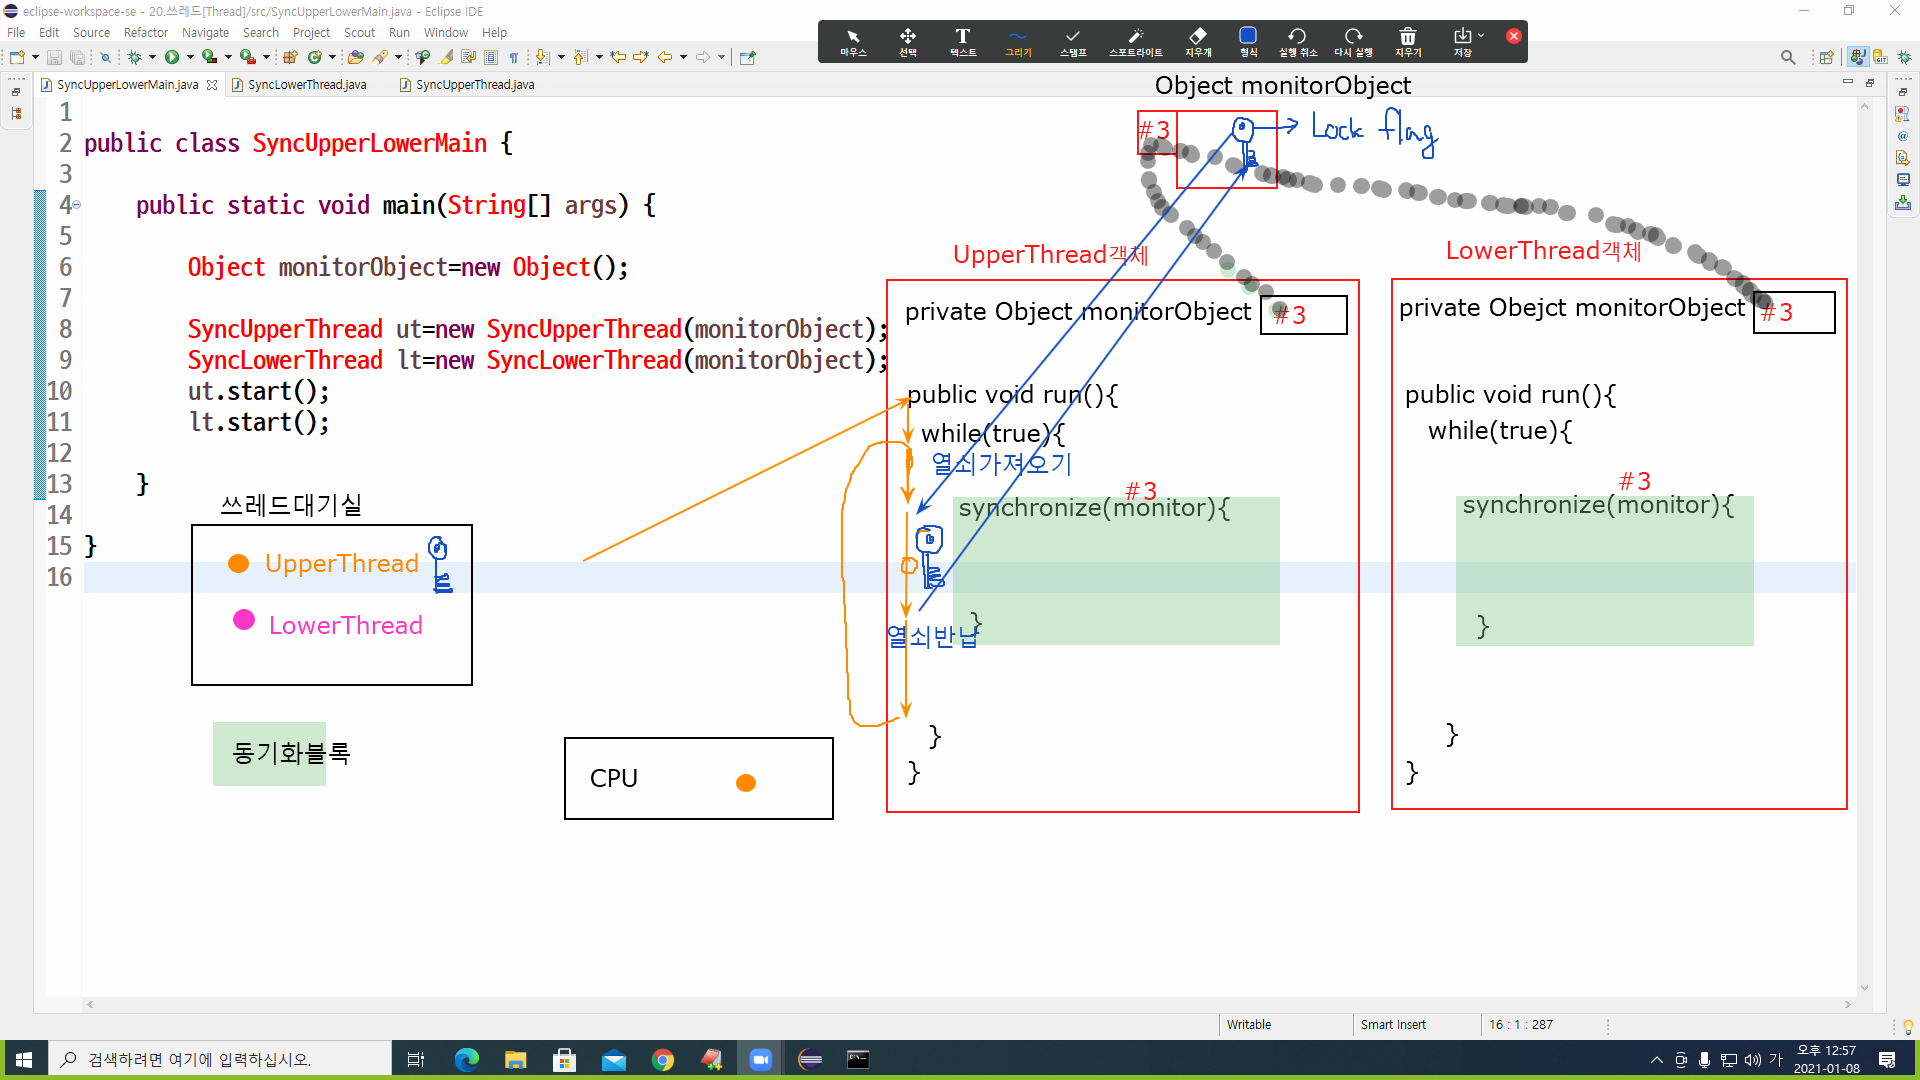 eclipse-workspace-se - 20.쓰레드[Thread]/src/SyncUpperLowerMain.java - Eclipse IDE
File Edit Source Refactor Navigate Search Project Scout Run Window Help
마우스 선택 텍스트 그리기 스탬프 스포트라이트 지우개 형식 실행 취소 다시 실행 지우기 저장
SyncUpperLowerMain.java SyncLowerThread.java SyncUpperThread.java
1
2 public class SyncUpperLowerMain {
3
4 public static void main(String[] args) {
5
6 Object monitorObject=new Object();
7
8 SyncUpperThread ut=new SyncUpperThread(monitorObject);
9 SyncLowerThread lt=new SyncLowerThread(monitorObject);
10 ut.start();
11 lt.start();
12
13 }
14
15 }
16
쓰레드대기실
UpperThread
LowerThread
동기화블록
CPU
Object monitorObject
#3
Lock flag
UpperThread객체
private Object monitorObject
#3
public void run(){
while(true){
열쇠가져오기
#3
synchronize(monitor){
}
열쇠반납
}
}
LowerThread객체
private Obejct monitorObject
#3
public void run(){
while(true){
#3
synchronize(monitor){
}
}
}
Writable Smart Insert 16 : 1 : 287
검색하려면 여기에 입력하십시오.
가
오후 12:57
2021-01-08